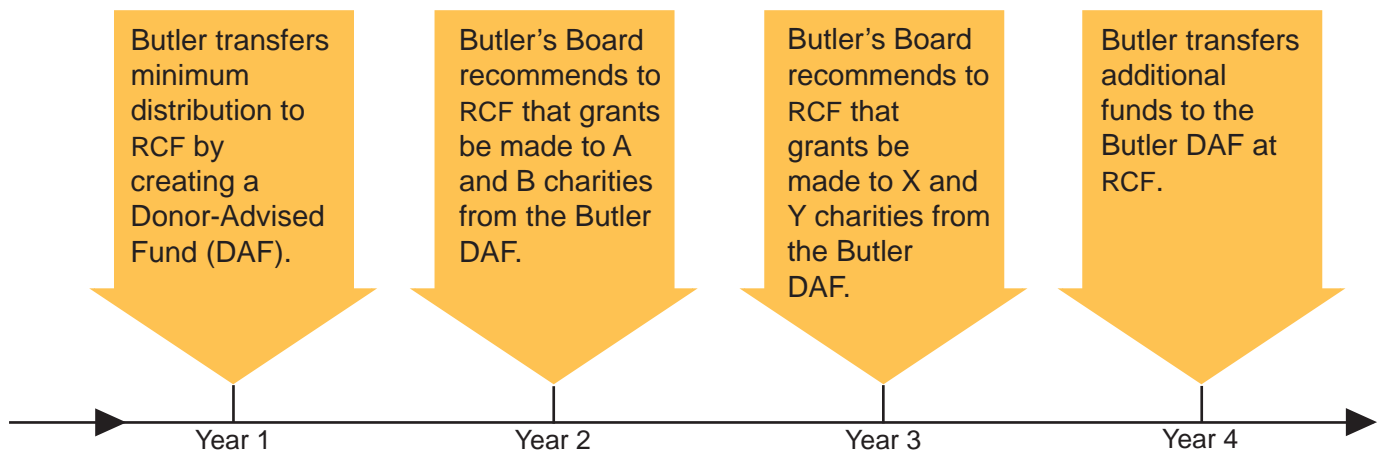 Butler transfers
minimum
distribution to
RCF by
creating a
Donor-Advised
Fund (DAF).
Butler’s Board
recommends to
RCF that grants
be made to A
and B charities
from the Butler
DAF.
Butler’s Board
recommends to
RCF that
grants be
made to X and
Y charities from
the Butler
DAF.
Butler transfers
additional
funds to the
Butler DAF at
RCF.
Year 1
Year 2
Year 3
Year 4